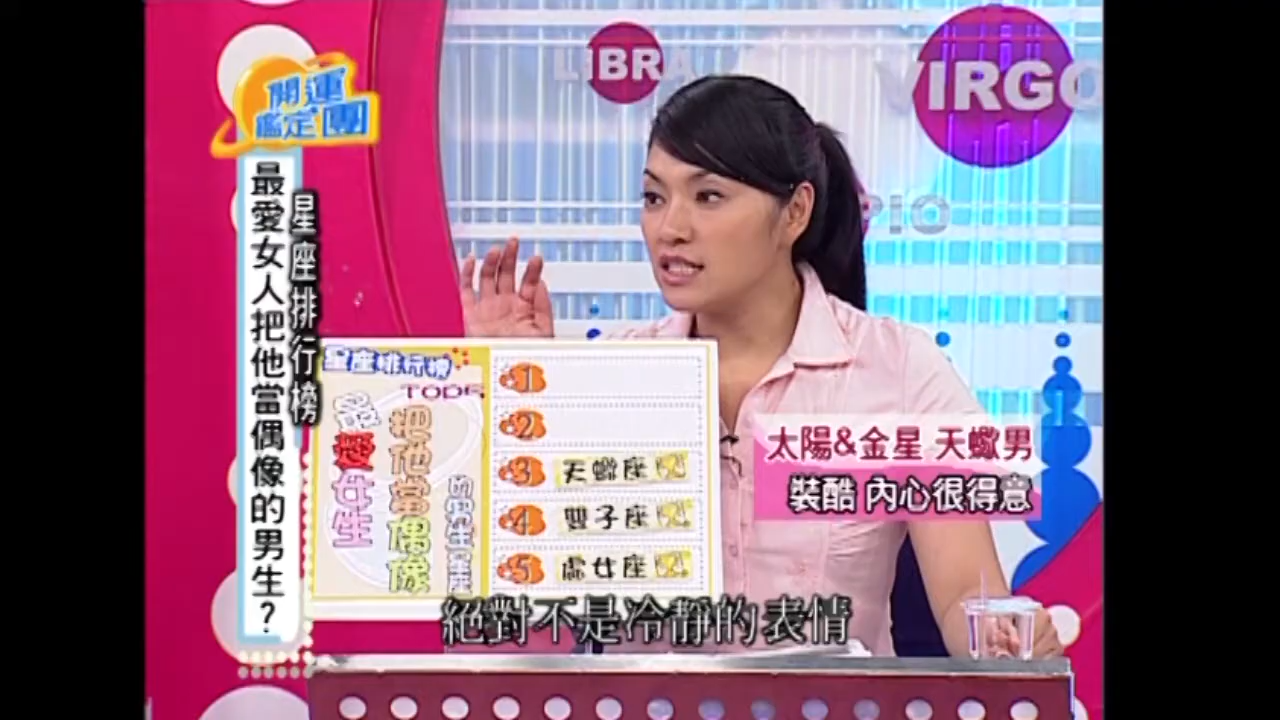 LIBRA
VIRGO
PIO
開運
鑑定團
星座排行榜
最愛女人把他當偶像的男生?
星座排行榜
TOP5
最戀女生
把他當偶像
的男生星座
1
2
3 天蠍座
4 雙子座
5 處女座
太陽&金星 天蠍男
裝酷 內心很得意
絕對不是冷靜的表情